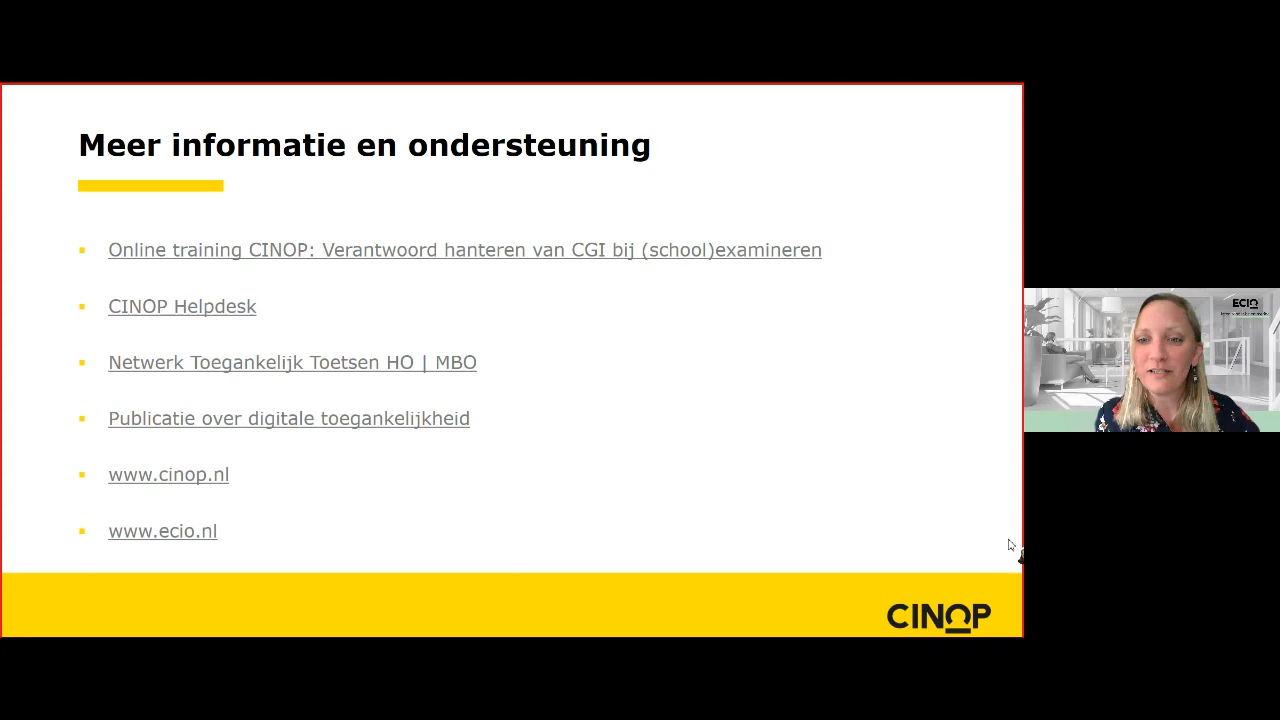 Meer informatie en ondersteuning
Online training CINOP: Verantwoord hanteren van CGI bij (school)examineren
CINOP Helpdesk
Netwerk Toegankelijk Toetsen HO | MBO
Publicatie over digitale toegankelijkheid
www.cinop.nl
www.ecio.nl
CINOP
ECIO